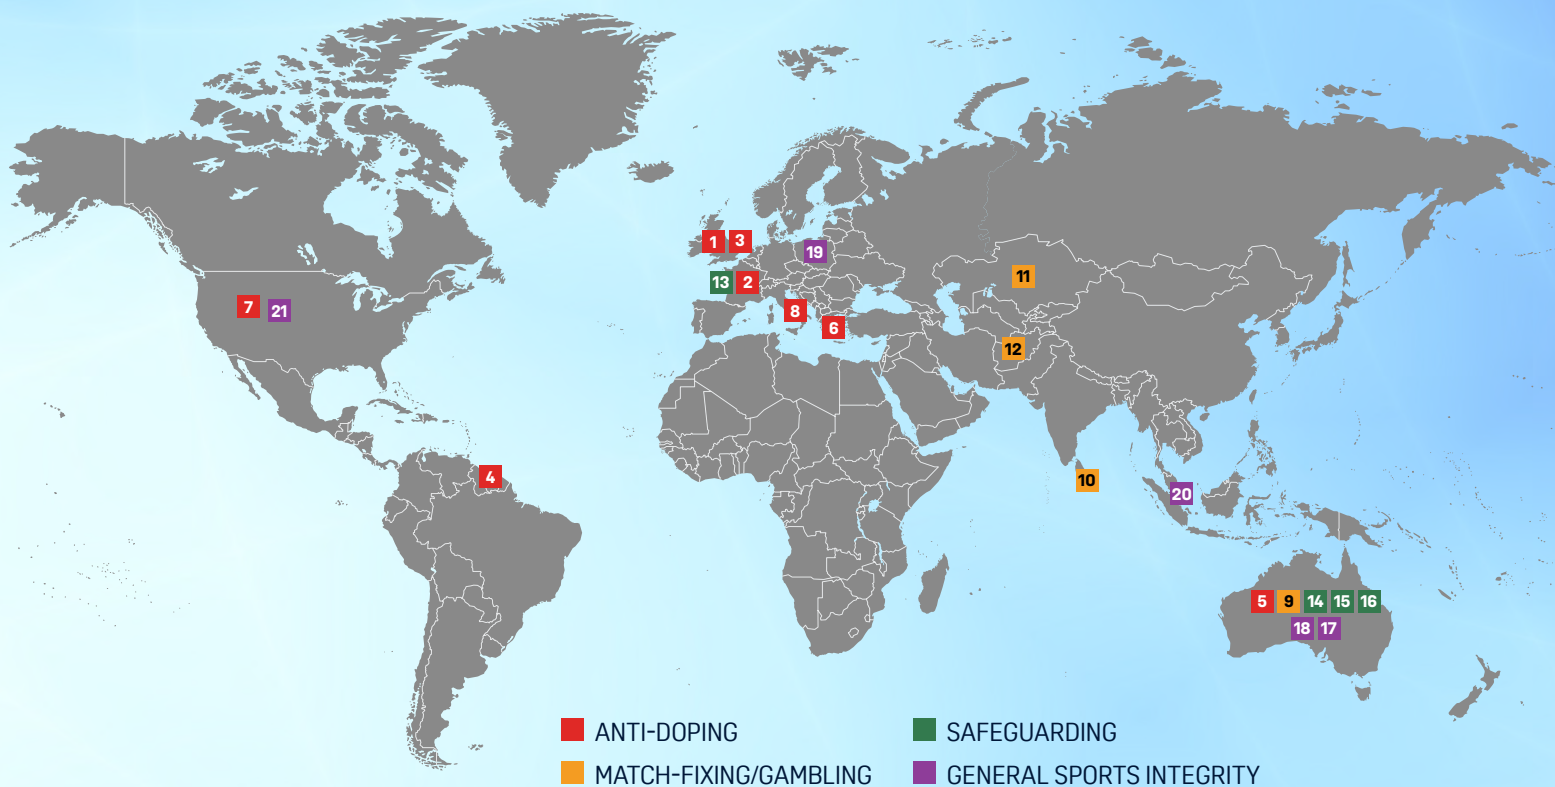 1 3
19
13 2
11
7 21
8
6
12
4
10
20
5 9 14 15 16
18 17
ANTI-DOPING
MATCH-FIXING/GAMBLING
SAFEGUARDING
GENERAL SPORTS INTEGRITY